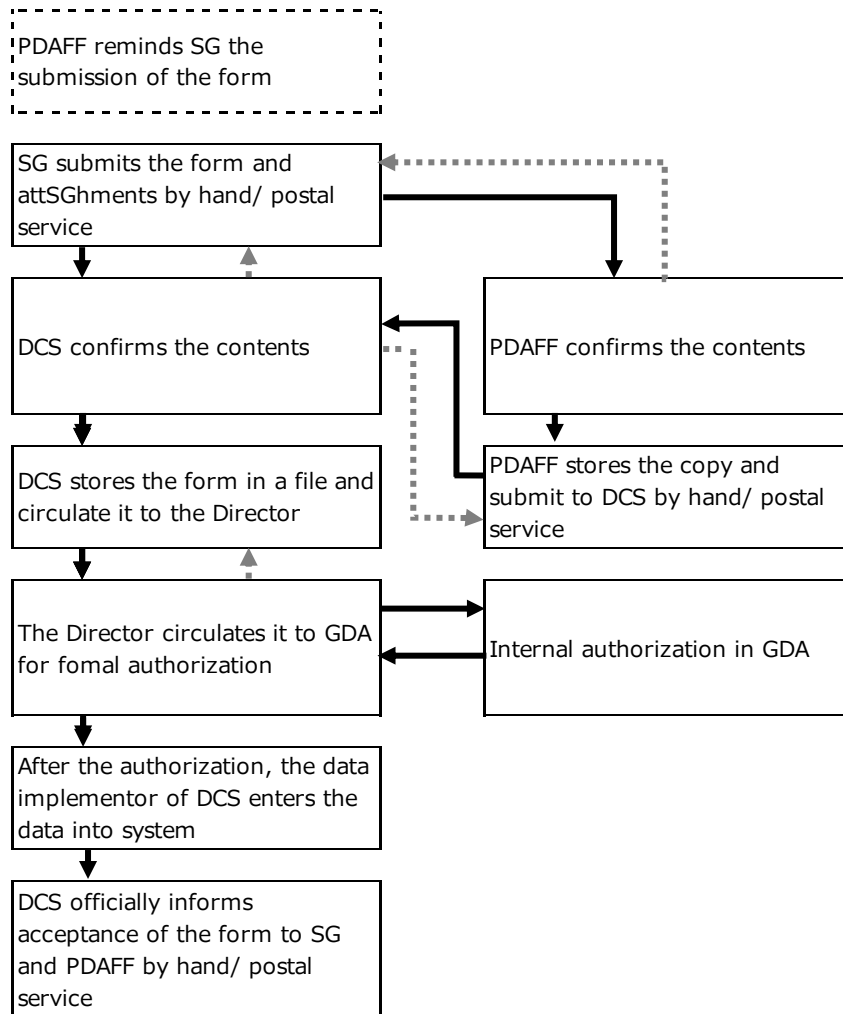 PDAFF reminds SG the
submission of the form
SG submits the form and
attSGhments by hand/ postal
service
DCS confirms the contents
PDAFF confirms the contents
DCS stores the form in a file and
circulate it to the Director
PDAFF stores the copy and
submit to DCS by hand/ postal
service
The Director circulates it to GDA
for fomal authorization
Internal authorization in GDA
After the authorization, the data
implementor of DCS enters the
data into system
DCS officially informs
acceptance of the form to SG
and PDAFF by hand/ postal
service